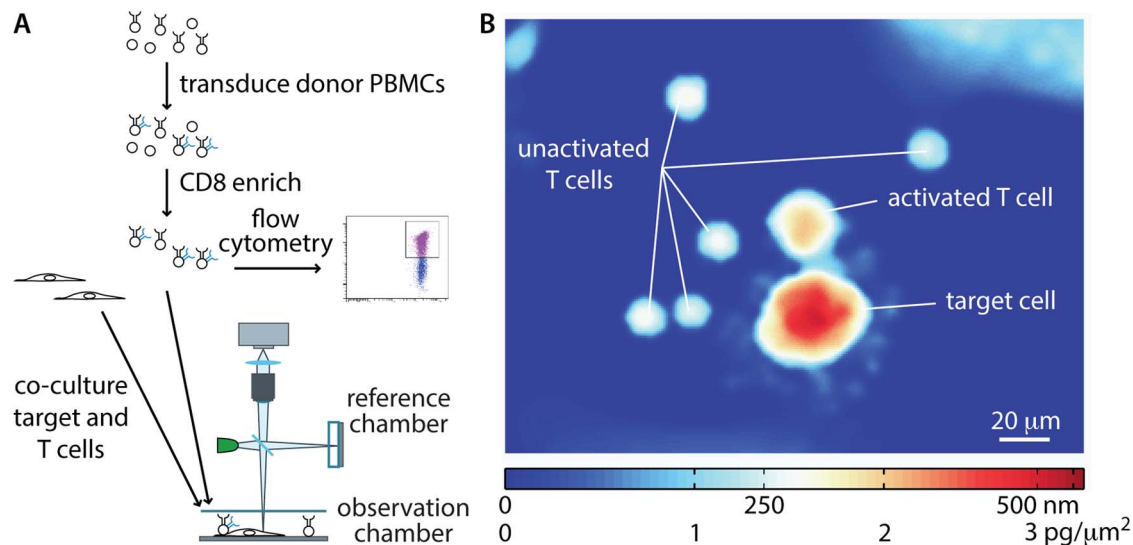 A
transduce donor PBMCs
CD8 enrich
flow
cytometry
co-culture
target and
T cells
reference
chamber
observation
chamber
B
unactivated
T cells
activated T cell
target cell
20 μm
0 250 500 nm
0 1 2 3 pg/μm²